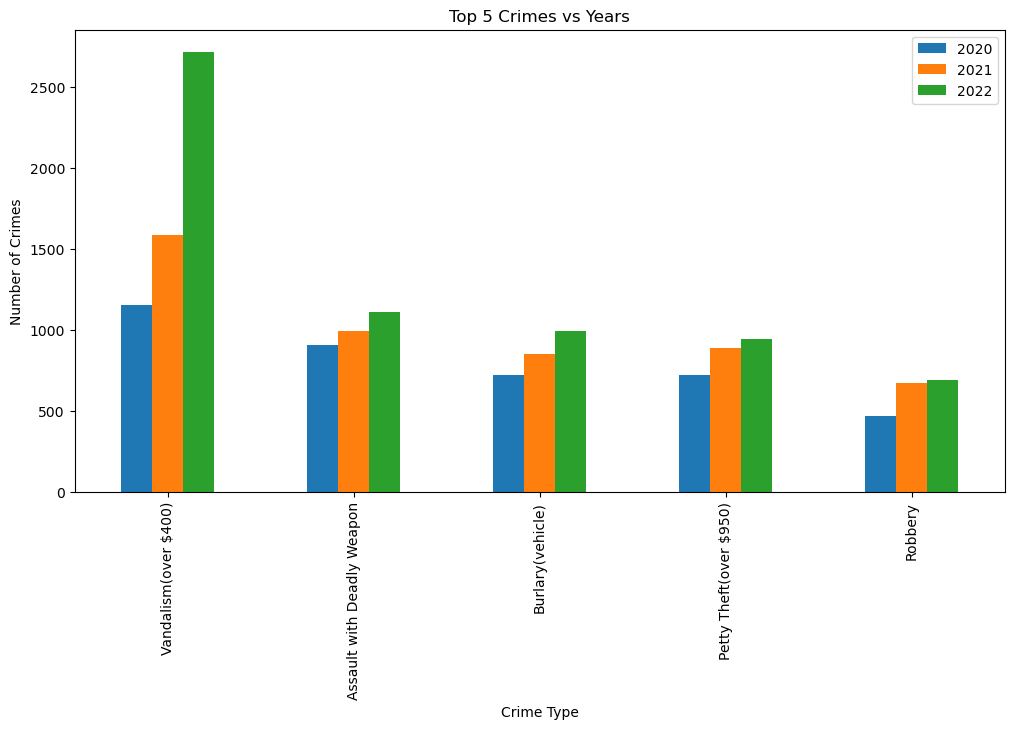 Top 5 Crimes vs Years
2020
2021
2022
Number of Crimes
2500
2000
1500
1000
500
0
Vandalism(over $400)
Assault with Deadly Weapon
Burlary(vehicle)
Petty Theft(over $950)
Robbery
Crime Type